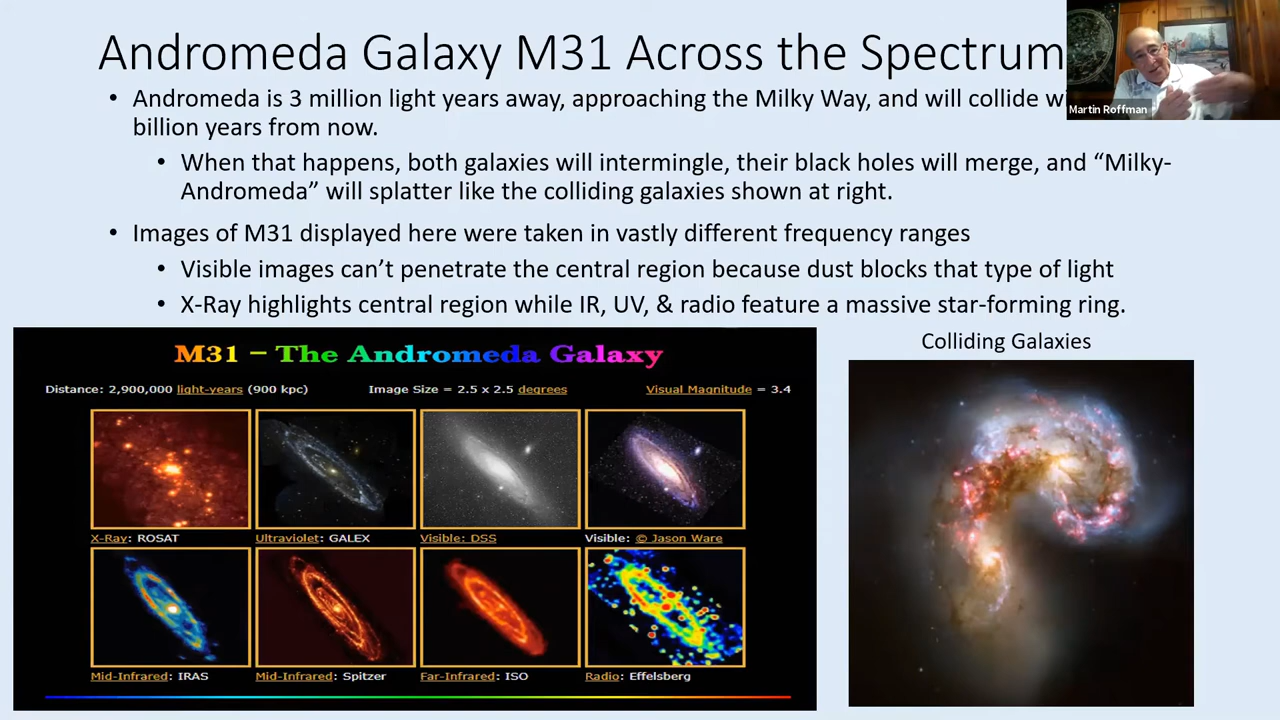 Andromeda Galaxy M31 Across the Spectrum
Martin Roffman
• Andromeda is 3 million light years away, approaching the Milky Way, and will collide
billion years from now.
• When that happens, both galaxies will intermingle, their black holes will merge, and “Milky-
Andromeda” will splatter like the colliding galaxies shown at right.
• Images of M31 displayed here were taken in vastly different frequency ranges
• Visible images can’t penetrate the central region because dust blocks that type of light
• X-Ray highlights central region while IR, UV, & radio feature a massive star-forming ring.
M31 – The Andromeda Galaxy
Distance: 2,900,000 light-years (900 kpc) Image Size = 2.5 x 2.5 degrees Visual Magnitude = 3.4
X-Ray: ROSAT Ultraviolet: GALEX Visible: DSS Visible: © Jason Ware
Mid-Infrared: IRAS Mid-Infrared: Spitzer Far-Infrared: ISO Radio: Effelsberg
Colliding Galaxies